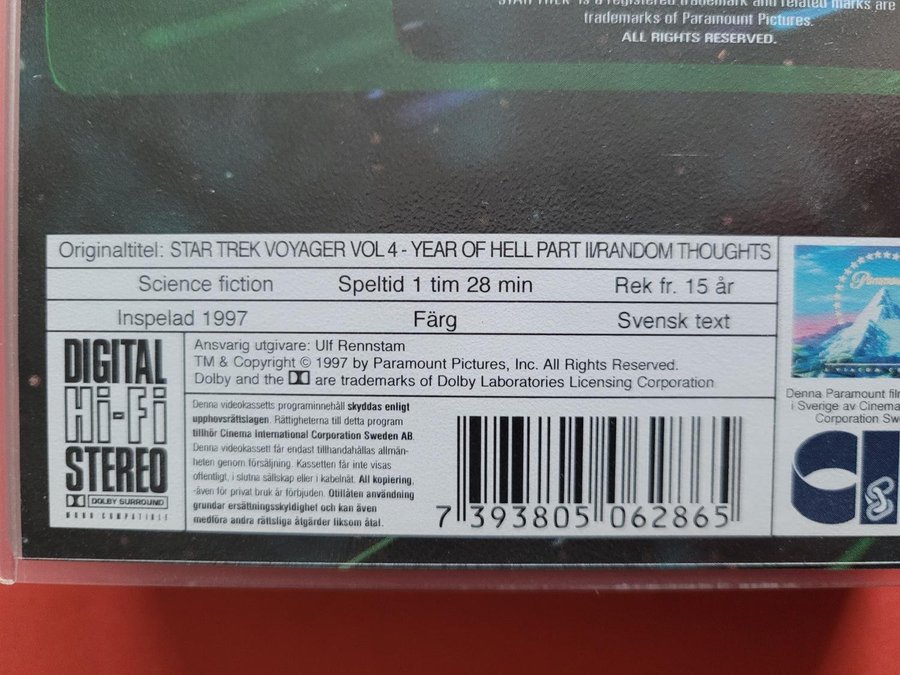 STAR TREK is a registered trademark and related marks are
trademarks of Paramount Pictures.
ALL RIGHTS RESERVED.
Originaltitel: STAR TREK VOYAGER VOL 4 - YEAR OF HELL PART II/RANDOM THOUGHTS
Science fiction Speltid 1 tim 28 min Rek fr. 15 år
Inspelad 1997 Färg Svensk text
DIGITAL
Hi-Fi
STEREO
DOLBY SURROUND
MONO COMPATIBLE
Ansvarig utgivare: Ulf Rennstam
TM & Copyright © 1997 by Paramount Pictures, Inc. All Rights Reserved.
Dolby and the are trademarks of Dolby Laboratories Licensing Corporation
Denna videokassetts programinnehåll skyddas enligt
upphovsrättslagen. Rättigheterna till detta program
tillhör Cinema International Corporation Sweden AB.
Denna videokassett får endast tillhandahållas allmän-
heten genom försäljning. Kassetten får inte visas
offentligt, i slutna sällskap eller i kabelnät. All kopiering,
-även för privat bruk är förbjuden. Otillåten användning
grundar ersättningsskyldighet och kan även
medföra andra rättsliga åtgärder liksom åtal.
7 393805 062865
Paramount
A VIACOM
Denna Paramount film
i Sverige av Cinema
Corporation Sw